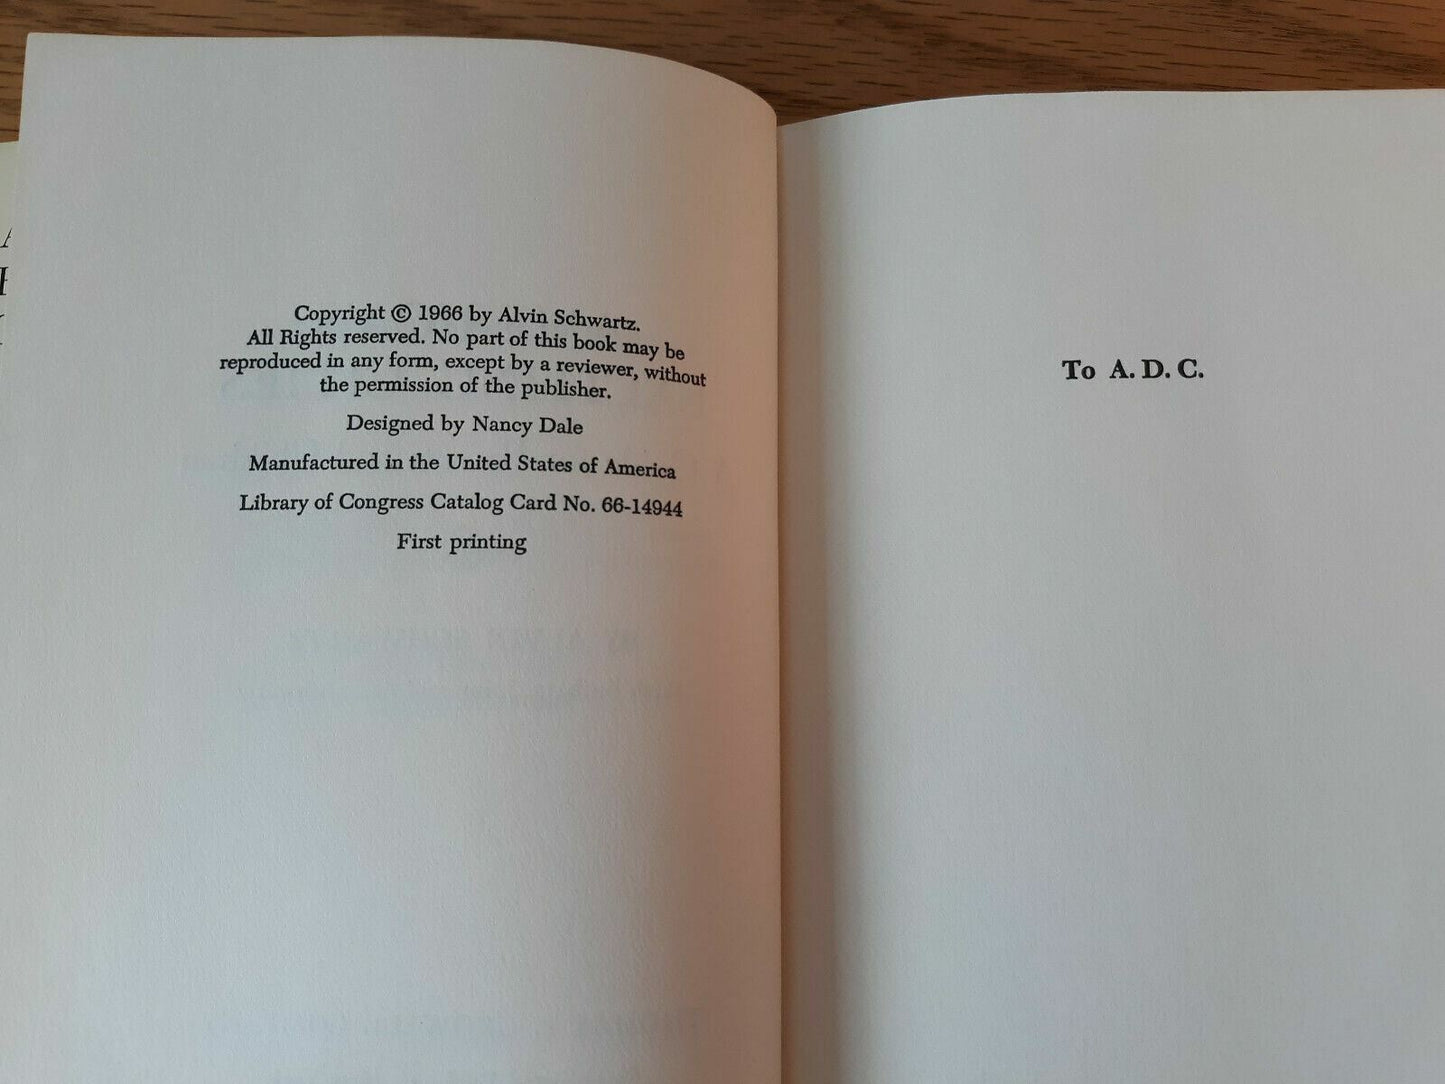 Copyright © 1966 by Alvin Schwartz.
All Rights reserved. No part of this book may be
reproduced in any form, except by a reviewer, without
the permission of the publisher.
Designed by Nancy Dale
Manufactured in the United States of America
Library of Congress Catalog Card No. 66-14944
First printing
To A. D. C.